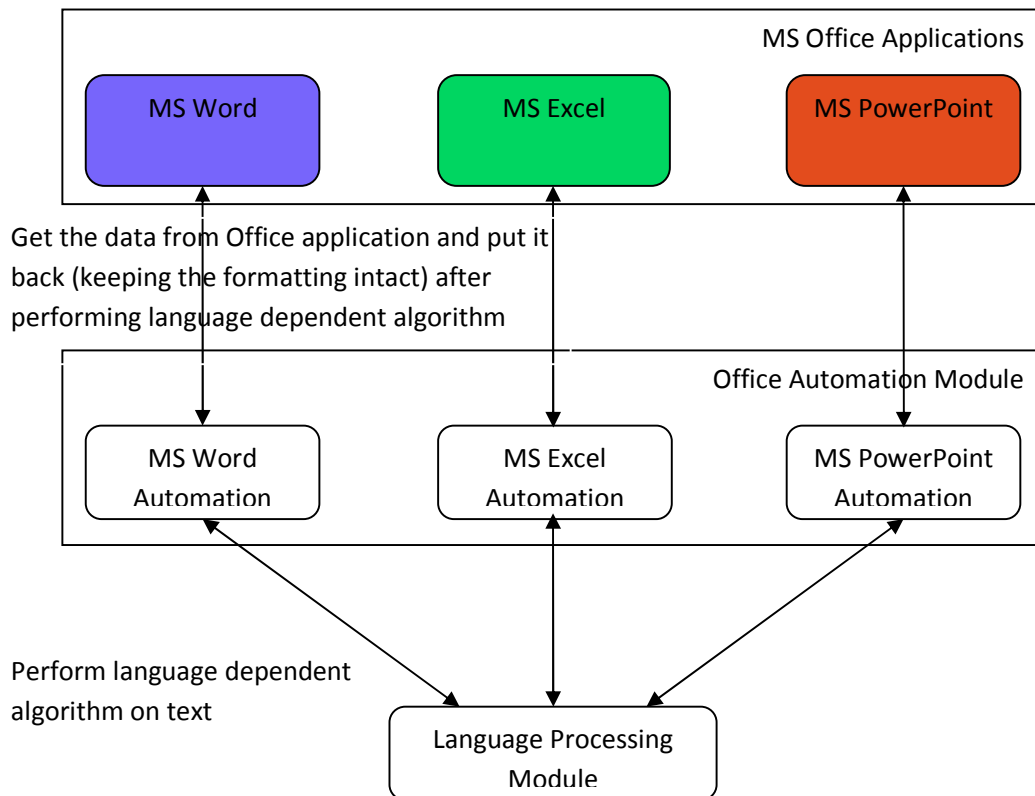 MS Office Applications
MS Word
MS Excel
MS PowerPoint
Get the data from Office application and put it
back (keeping the formatting intact) after
performing language dependent algorithm
Office Automation Module
MS Word
Automation
MS Excel
Automation
MS PowerPoint
Automation
Perform language dependent
algorithm on text
Language Processing
Module